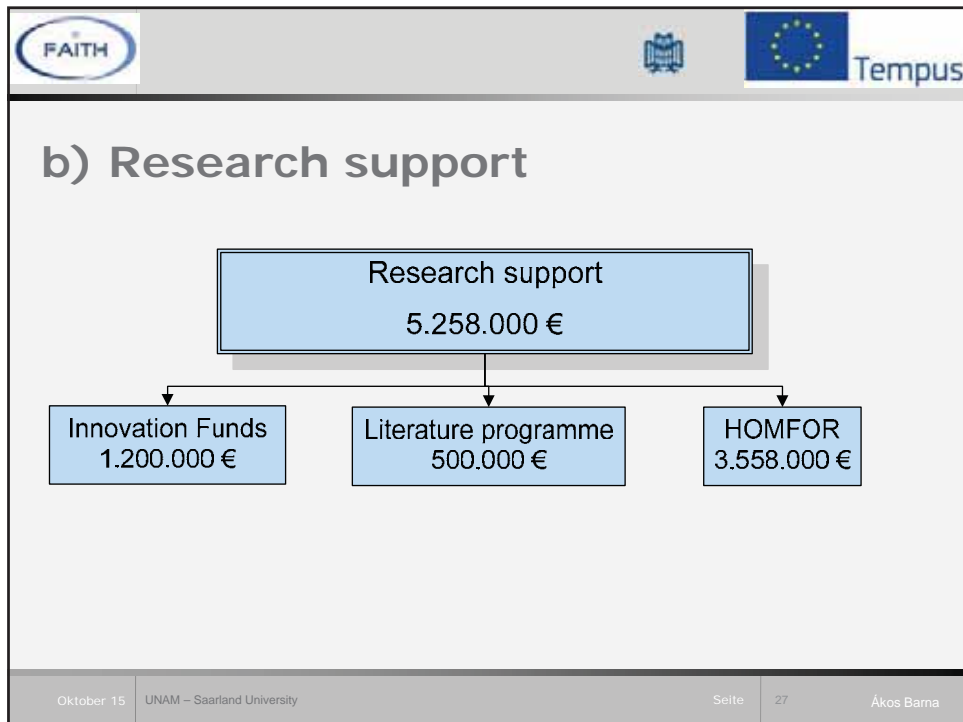 FAITH
Tempus
b) Research support
Research support
5.258.000 €
Innovation Funds
1.200.000 €
Literature programme
500.000 €
HOMFOR
3.558.000 €
Oktober 15 UNAM – Saarland University Seite 27 Ákos Barna